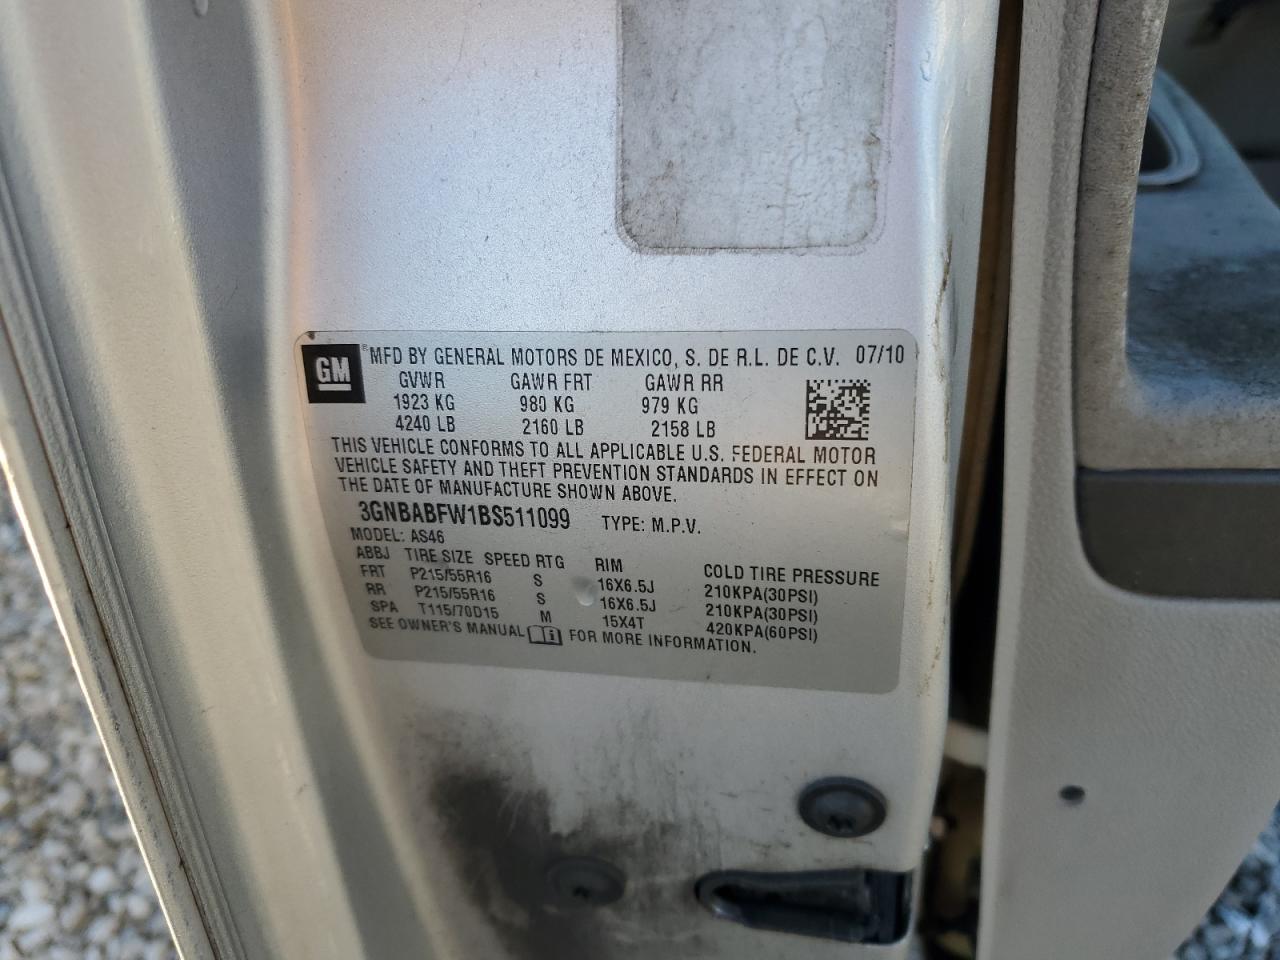 GM
® MFD BY GENERAL MOTORS DE MEXICO, S. DE R.L. DE C.V. 07/10
GVWR GAWR FRT GAWR RR
1923 KG 980 KG 979 KG
4240 LB 2160 LB 2158 LB
THIS VEHICLE CONFORMS TO ALL APPLICABLE U.S. FEDERAL MOTOR
VEHICLE SAFETY AND THEFT PREVENTION STANDARDS IN EFFECT ON
THE DATE OF MANUFACTURE SHOWN ABOVE.
3GNBABFW1BS511099 TYPE: M.P.V.
MODEL: AS46
ABBJ TIRE SIZE SPEED RTG RIM COLD TIRE PRESSURE
FRT P215/55R16 S 16X6.5J 210KPA(30PSI)
RR P215/55R16 S 16X6.5J 210KPA(30PSI)
SPA T115/70D15 M 15X4T 420KPA(60PSI)
SEE OWNER'S MANUAL FOR MORE INFORMATION.